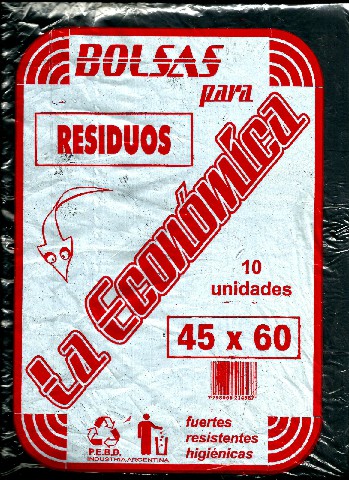 BOLSAS
para
RESIDUOS
La Económica
10
unidades
45 x 60
fuertes
resistentes
higiénicas
P.E.B.D.
INDUSTRIA ARGENTINA